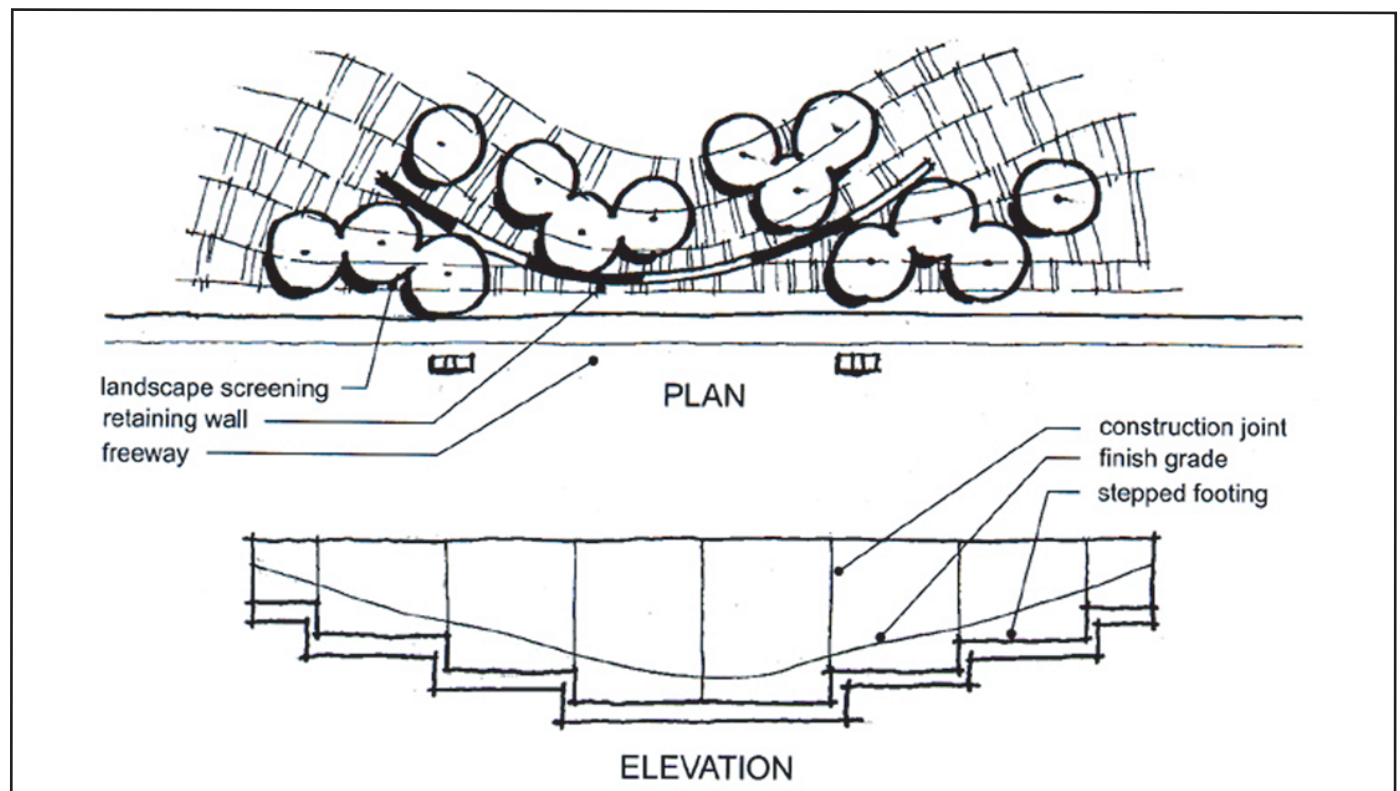 landscape screening
retaining wall
freeway
PLAN
construction joint
finish grade
stepped footing
ELEVATION